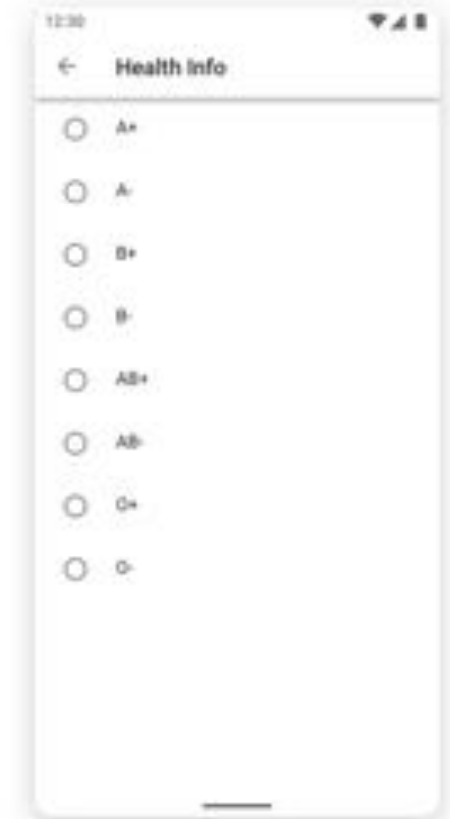 12:30
Health Info
A+
A-
B+
B-
AB+
AB-
O+
O-